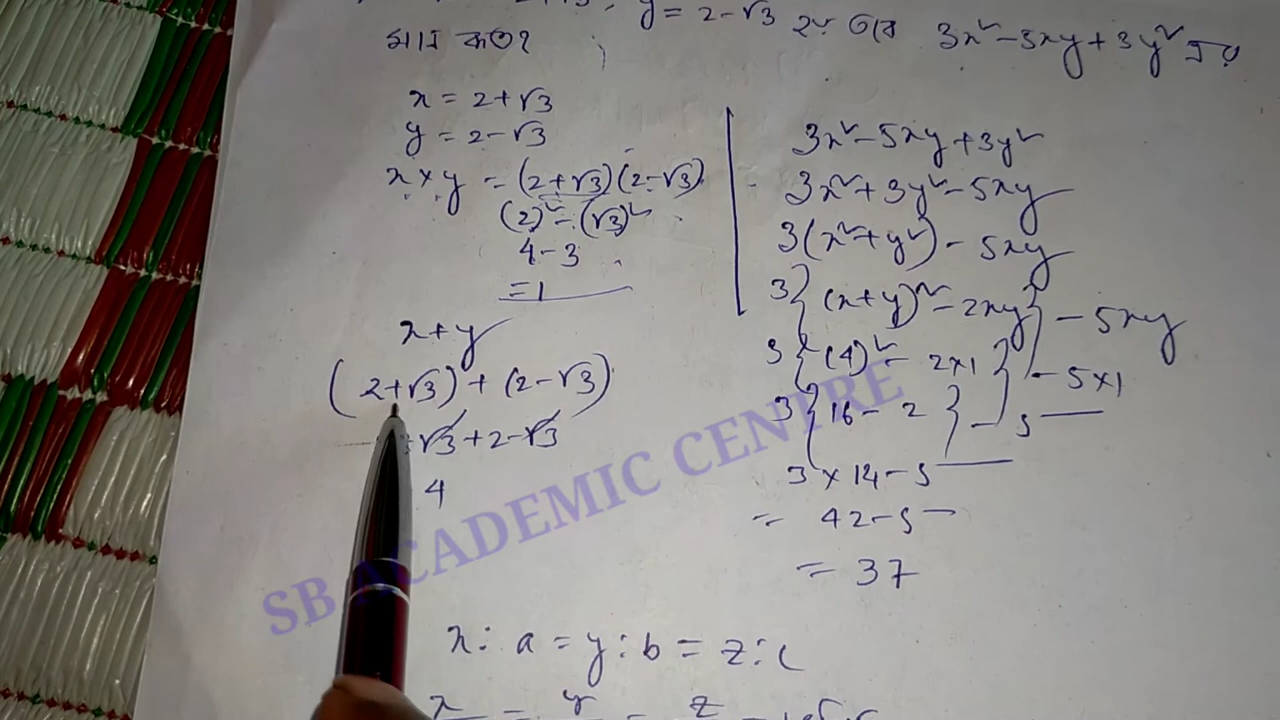 y = 2-√3 হয় তবে 3x²-5xy+3y² এর
মান কত?
x = 2+√3
y = 2-√3
x × y = (2+√3)(2-√3)
(2)² - (√3)²
4-3
=1
x+y
(2+√3) + (2-√3)
√3+2-√3
4
3x²-5xy+3y²
3x²+3y²-5xy
3(x²+y²)-5xy
3{(x+y)²-2xy}-5xy
3{(4)²-2×1}-5×1
3{16-2}-5
3×14-5
= 42-5
= 37
x:a=y:b=z:c
SB ACADEMIC CENTRE